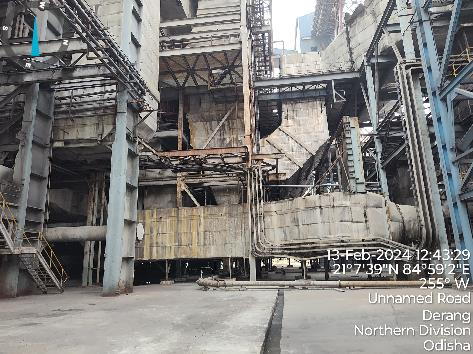 13-Feb-2024 12:43:29
21°7'39"N 84°59'2"E
255° W
Unnamed Road
Derang
Northern Division
Odisha